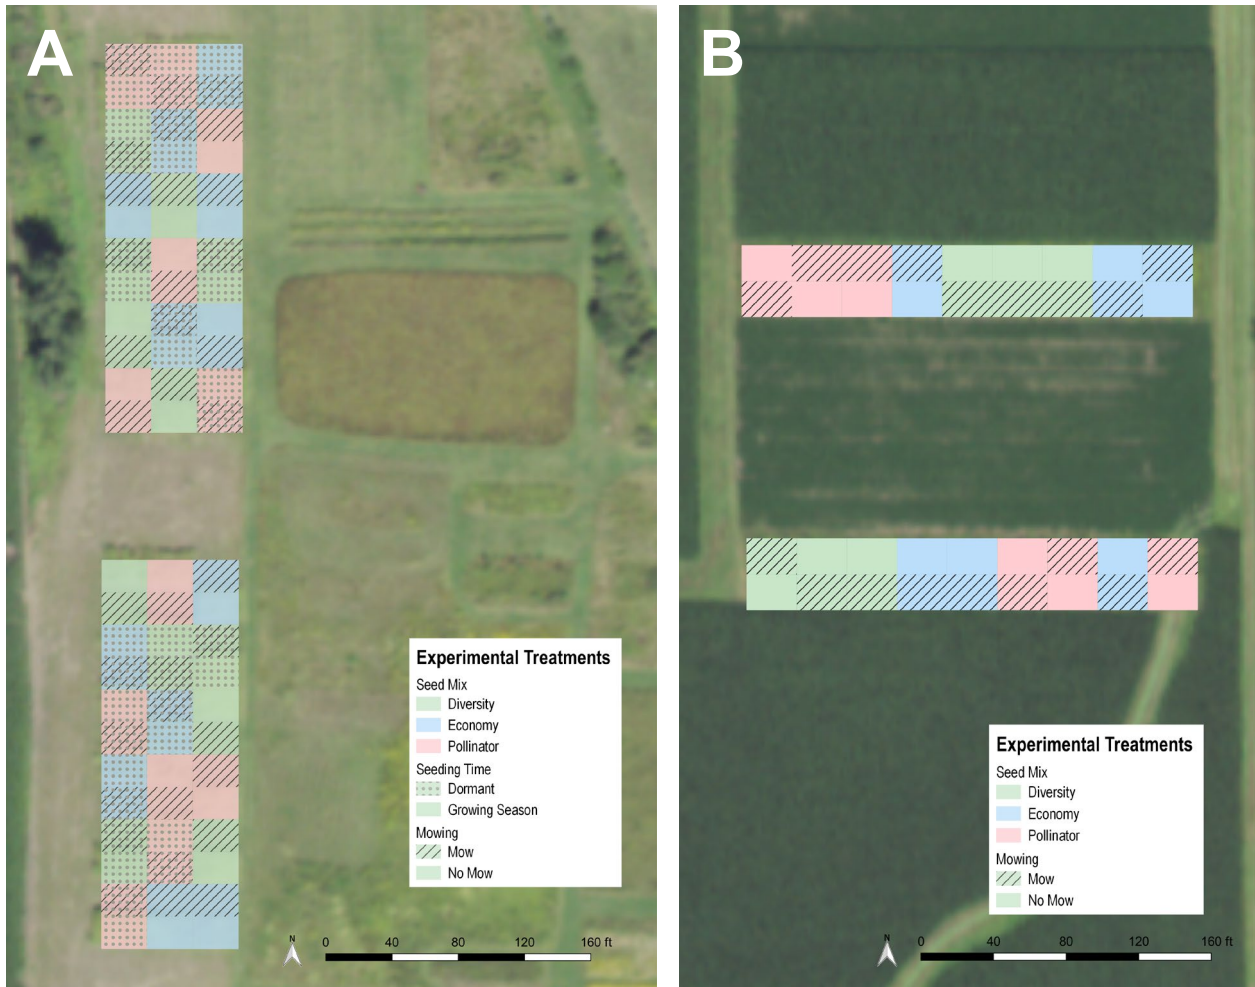 A
Experimental Treatments
Seed Mix
Diversity
Economy
Pollinator
Seeding Time
Dormant
Growing Season
Mowing
Mow
No Mow
N
0 40 80 120 160 ft
B
Experimental Treatments
Seed Mix
Diversity
Economy
Pollinator
Mowing
Mow
No Mow
N
0 40 80 120 160 ft